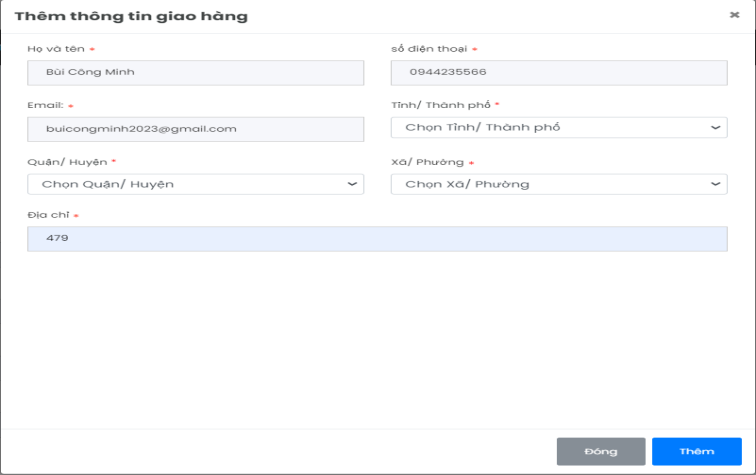 Thêm thông tin giao hàng
Họ và tên *
số điện thoại *
Bùi Công Minh
0944235566
Email: *
Tỉnh/ Thành phố *
buicongminh2023@gmail.com
Chọn Tỉnh/ Thành phố
Quận/ Huyện *
Xã/ Phường *
Chọn Quận/ Huyện
Chọn Xã/ Phường
Địa chỉ *
479
Đóng
Thêm